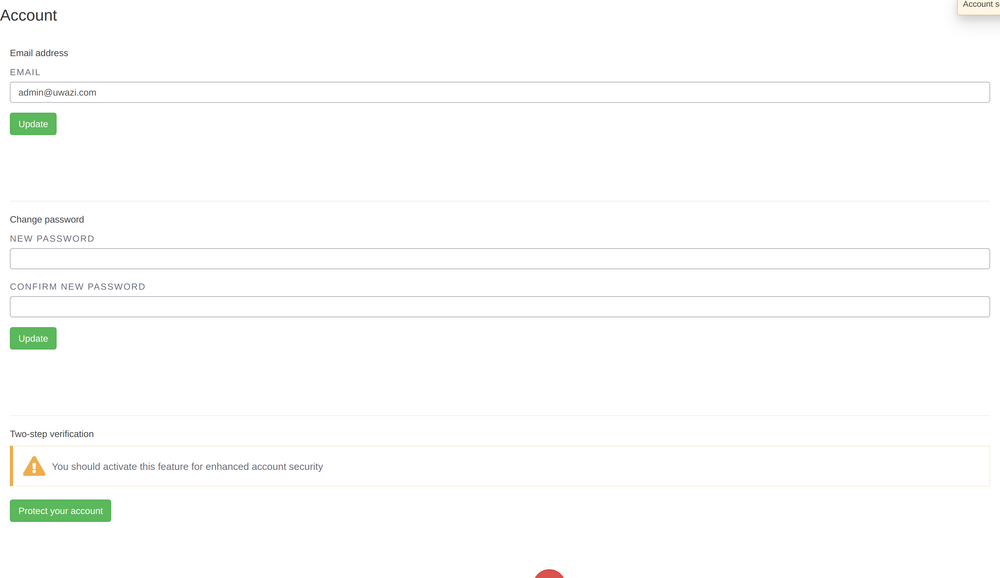 Account
Account s
Email address
EMAIL
admin@uwazi.com
Update
Change password
NEW PASSWORD
CONFIRM NEW PASSWORD
Update
Two-step verification
You should activate this feature for enhanced account security
Protect your account